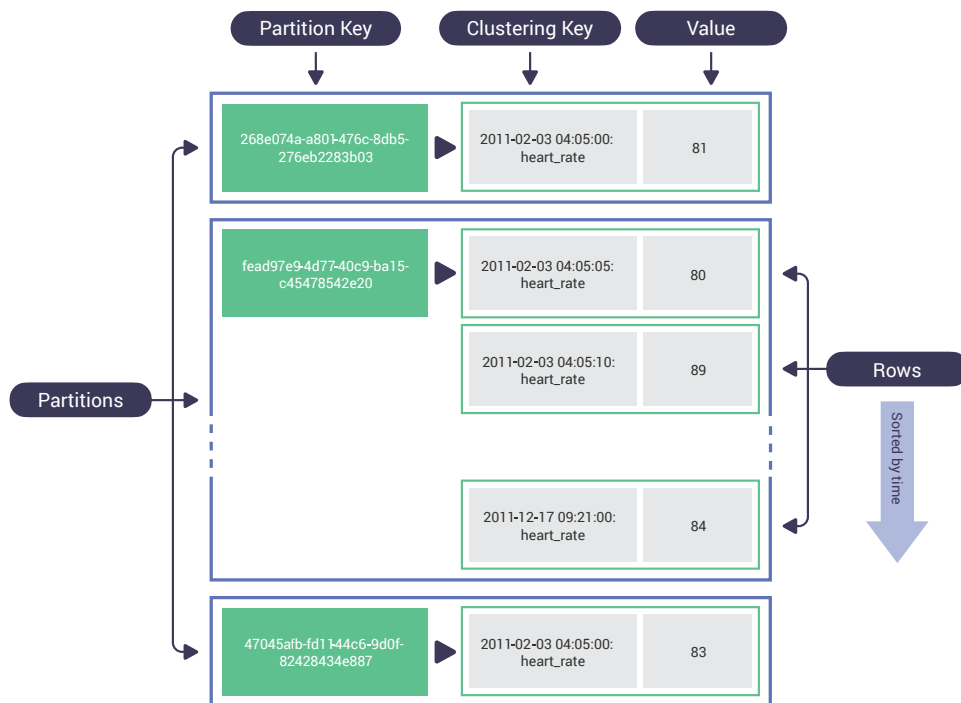 Partition Key
Clustering Key
Value
268e074a-a801-476c-8db5-
276eb2283b03
2011-02-03 04:05:00:
heart_rate
81
fead97e9-4d77-40c9-ba15-
c45478542e20
2011-02-03 04:05:05:
heart_rate
80
2011-02-03 04:05:10:
heart_rate
89
Partitions
Rows
Sorted by time
2011-12-17 09:21:00:
heart_rate
84
47045afb-fd11-44c6-9d0f-
82428434e887
2011-02-03 04:05:00:
heart_rate
83